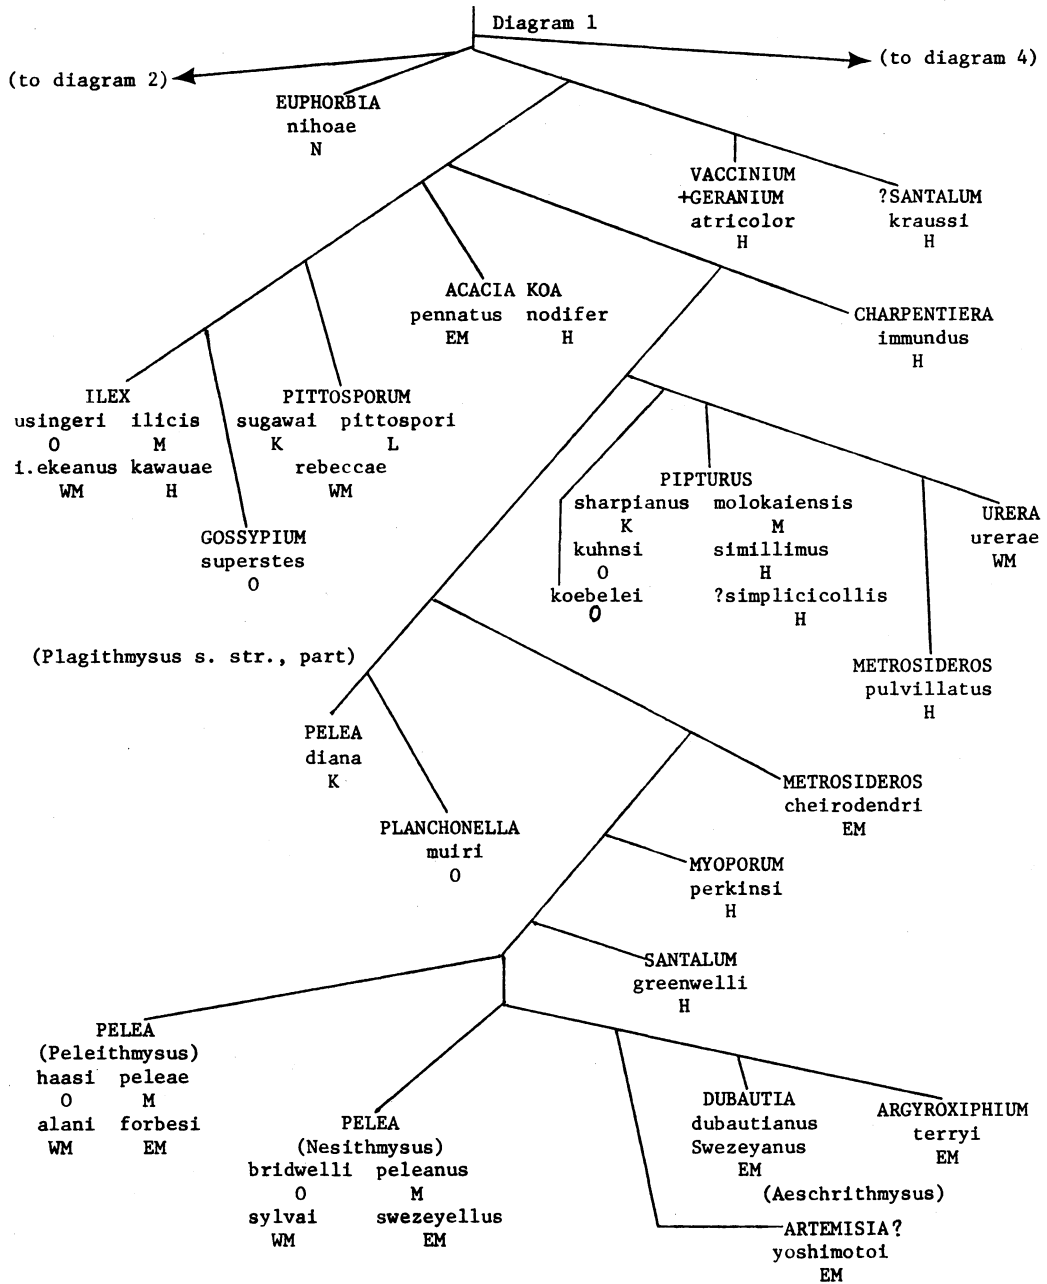 Diagram 1
(to diagram 2)
(to diagram 4)
EUPHORBIA
nihoae
N
VACCINIUM
+GERANIUM
atricolor
H
?SANTALUM
kraussi
H
ACACIA KOA
pennatus nodifer
EM H
CHARPENTIERA
immundus
H
ILEX
usingeri ilicis
O M
i.ekeanus kawauae
WM H
PITTOSPORUM
sugawai pittospori
K L
rebeccae
WM
GOSSYPIUM
superstes
O
PIPTURUS
sharpianus molokaiensis
K M
kuhnsi simillimus
O H
koebelei ?simplicicollis
O H
URERA
urerae
WM
METROSIDEROS
pulvillatus
H
(Plagithmysus s. str., part)
PELEA
diana
K
PLANCHONELLA
muiri
O
METROSIDEROS
cheirodendri
EM
MYOPORUM
perkinsi
H
SANTALUM
greenwelli
H
PELEA
(Peleithmysus)
haasi peleae
O M
alani forbesi
WM EM
PELEA
(Nesithmysus)
bridwelli peleanus
O M
sylvai swezeyellus
WM EM
DUBAUTIA
dubautianus
Swezeyanus
EM
(Aeschrithmysus)
ARGYROXIPHIUM
terryi
EM
ARTEMISIA?
yoshimotoi
EM